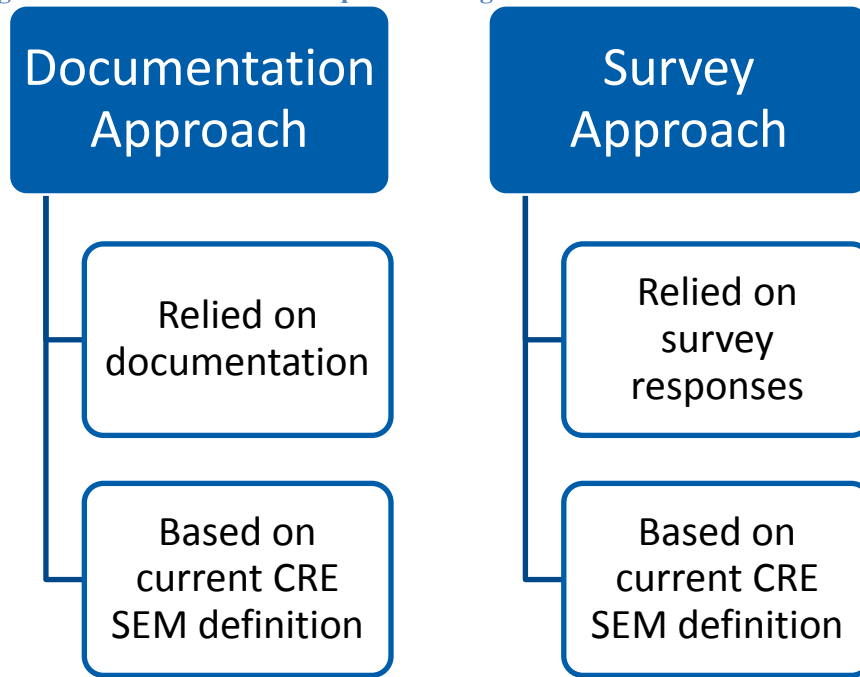 Documentation
Approach
Relied on
documentation
Based on
current CRE
SEM definition
Survey
Approach
Relied on
survey
responses
Based on
current CRE
SEM definition